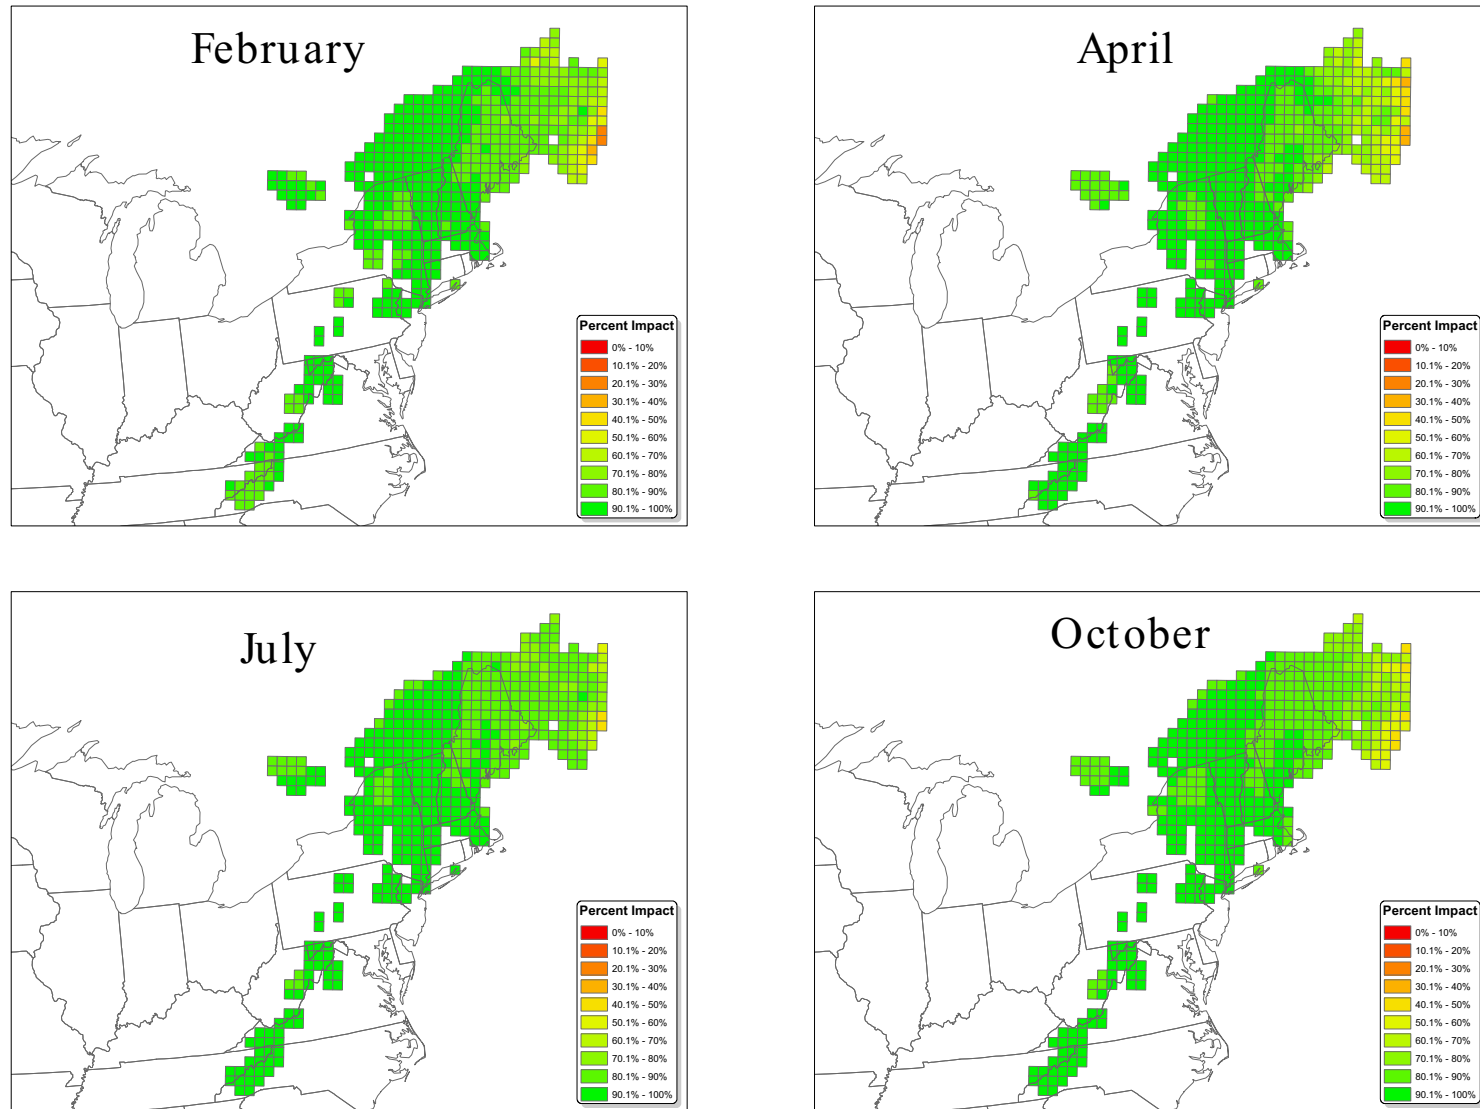 February
Percent Impact
0% - 10%
10.1% - 20%
20.1% - 30%
30.1% - 40%
40.1% - 50%
50.1% - 60%
60.1% - 70%
70.1% - 80%
80.1% - 90%
90.1% - 100%
April
Percent Impact
0% - 10%
10.1% - 20%
20.1% - 30%
30.1% - 40%
40.1% - 50%
50.1% - 60%
60.1% - 70%
70.1% - 80%
80.1% - 90%
90.1% - 100%
July
Percent Impact
0% - 10%
10.1% - 20%
20.1% - 30%
30.1% - 40%
40.1% - 50%
50.1% - 60%
60.1% - 70%
70.1% - 80%
80.1% - 90%
90.1% - 100%
October
Percent Impact
0% - 10%
10.1% - 20%
20.1% - 30%
30.1% - 40%
40.1% - 50%
50.1% - 60%
60.1% - 70%
70.1% - 80%
80.1% - 90%
90.1% - 100%